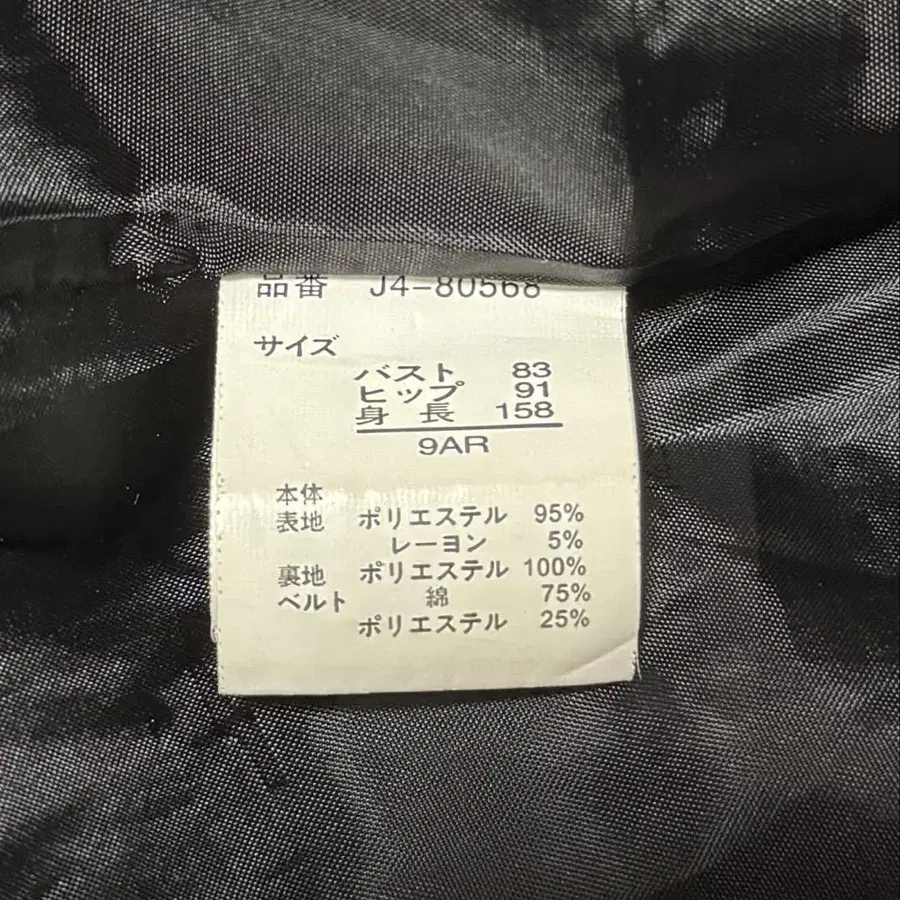 品番 J4-80568
サイズ
バスト 83
ヒップ 91
身長 158
9AR
本体
表地 ポリエステル 95%
レーヨン 5%
裏地 ポリエステル 100%
ベルト 綿 75%
ポリエステル 25%